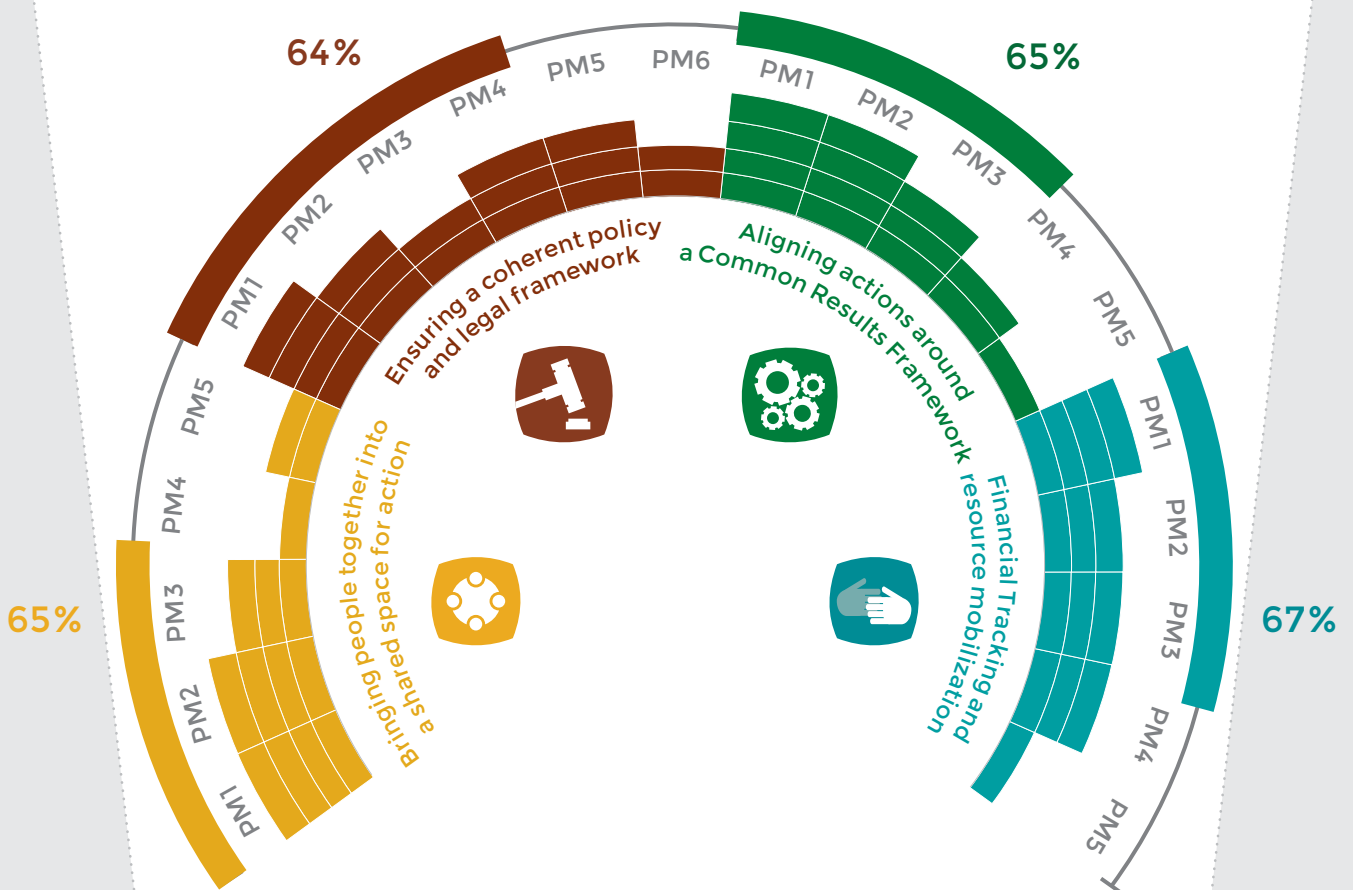 65%
PM1
PM2
PM3
PM4
PM5
Bringing people together into
a shared space for action
64%
PM1
PM2
PM3
PM4
PM5
PM6
Ensuring a coherent policy
and legal framework
65%
PM1
PM2
PM3
PM4
PM5
Aligning actions around
a Common Results Framework
67%
PM1
PM2
PM3
PM4
PM5
Financial Tracking and
resource mobilization